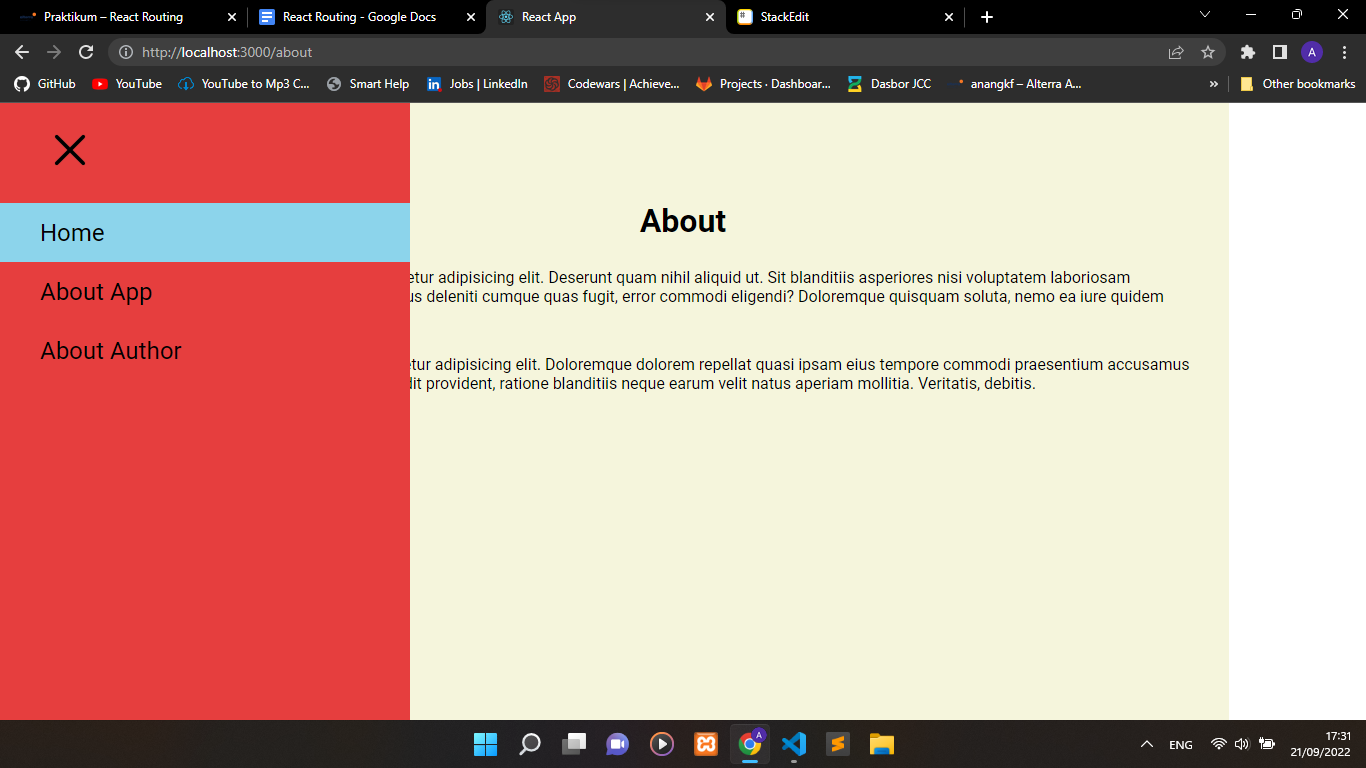 Praktikum – React Routing
React Routing - Google Docs
React App
StackEdit
http://localhost:3000/about
A
GitHub
YouTube
YouTube to Mp3 C...
Smart Help
Jobs | LinkedIn
Codewars | Achieve...
Projects · Dashboar...
Dasbor JCC
anangkf – Alterra A...
»
Other bookmarks
Home
About App
About Author
About
etur adipisicing elit. Deserunt quam nihil aliquid ut. Sit blanditiis asperiores nisi voluptatem laboriosam
us deleniti cumque quas fugit, error commodi eligendi? Doloremque quisquam soluta, nemo ea iure quidem
etur adipisicing elit. Doloremque dolorem repellat quasi ipsam eius tempore commodi praesentium accusamus
dit provident, ratione blanditiis neque earum velit natus aperiam mollitia. Veritatis, debitis.
A
ENG
17:31
21/09/2022